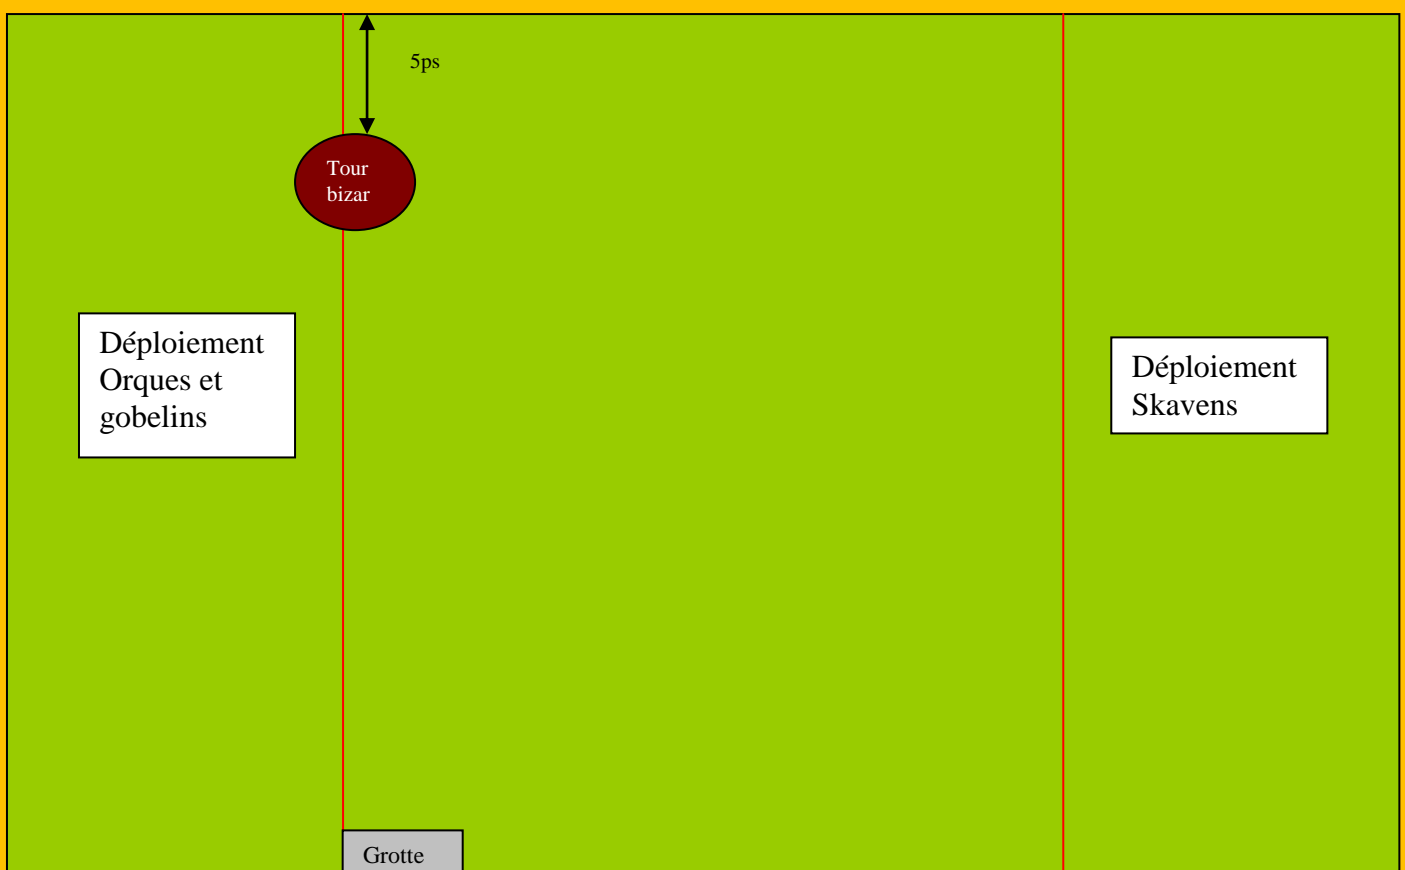 5ps
Tour
bizar
Déploiement
Orques et
gobelins
Déploiement
Skavens
Grotte